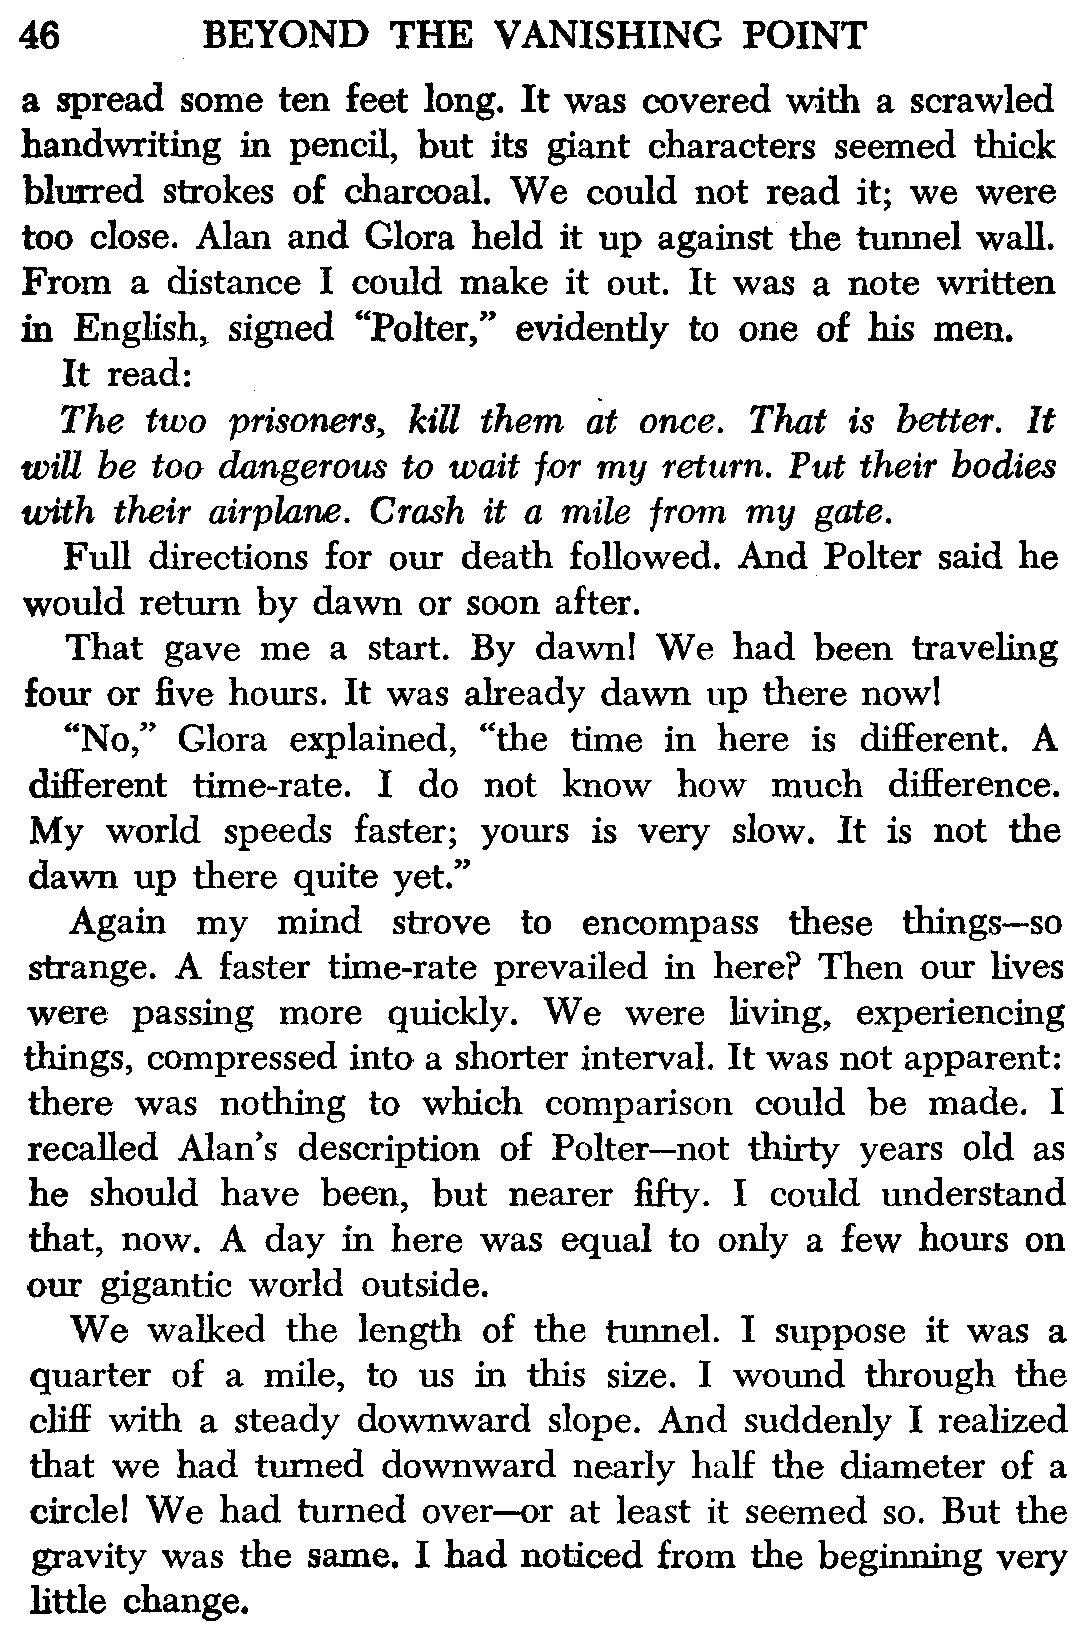 46 BEYOND THE VANISHING POINT
a spread some ten feet long. It was covered with a scrawled
handwriting in pencil, but its giant characters seemed thick
blurred strokes of charcoal. We could not read it; we were
too close. Alan and Glora held it up against the tunnel wall.
From a distance I could make it out. It was a note written
in English, signed “Polter,” evidently to one of his men.
It read:
The two prisoners, kill them at once. That is better. It
will be too dangerous to wait for my return. Put their bodies
with their airplane. Crash it a mile from my gate.
Full directions for our death followed. And Polter said he
would return by dawn or soon after.
That gave me a start. By dawn! We had been traveling
four or five hours. It was already dawn up there now!
“No,” Glora explained, “the time in here is different. A
different time-rate. I do not know how much difference.
My world speeds faster; yours is very slow. It is not the
dawn up there quite yet.”
Again my mind strove to encompass these things—so
strange. A faster time-rate prevailed in here? Then our lives
were passing more quickly. We were living, experiencing
things, compressed into a shorter interval. It was not apparent:
there was nothing to which comparison could be made. I
recalled Alan’s description of Polter—not thirty years old as
he should have been, but nearer fifty. I could understand
that, now. A day in here was equal to only a few hours on
our gigantic world outside.
We walked the length of the tunnel. I suppose it was a
quarter of a mile, to us in this size. I wound through the
cliff with a steady downward slope. And suddenly I realized
that we had turned downward nearly half the diameter of a
circle! We had turned over—or at least it seemed so. But the
gravity was the same. I had noticed from the beginning very
little change.